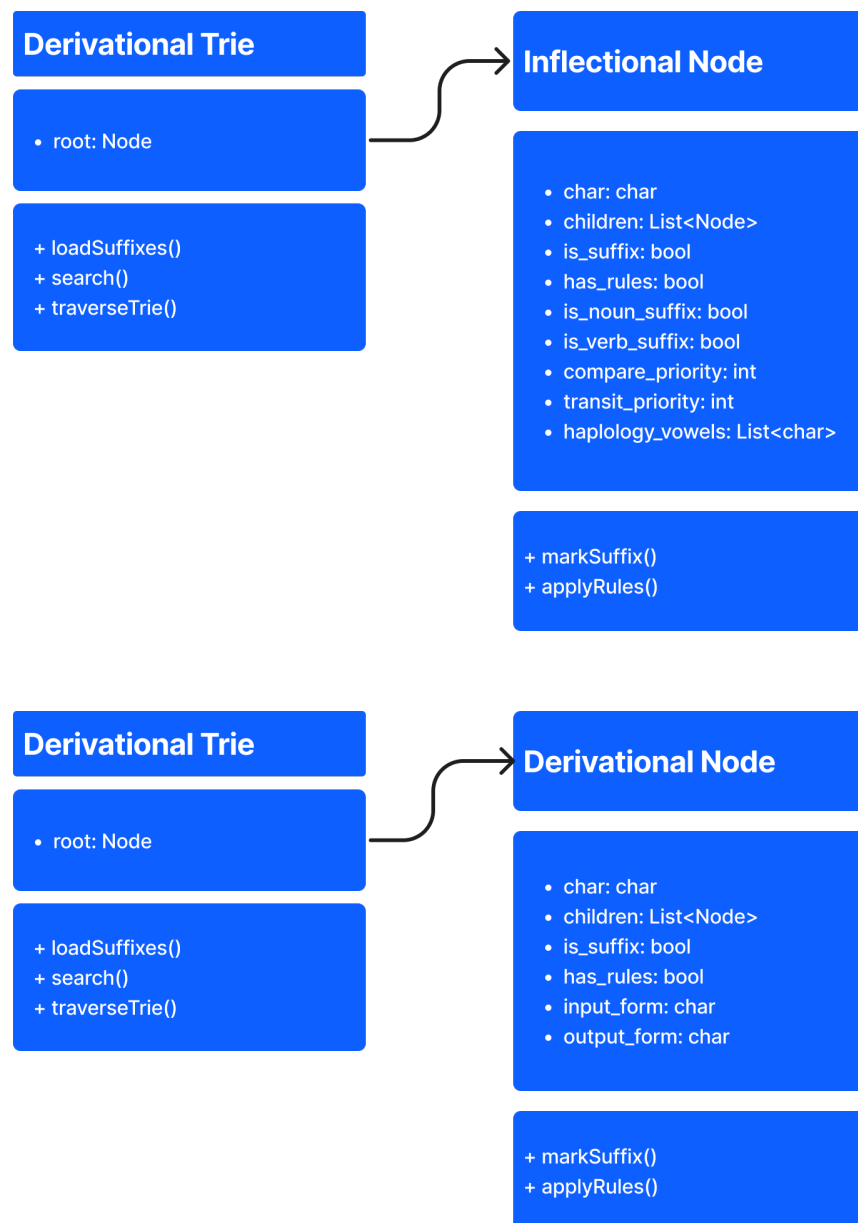 Derivational Trie
• root: Node
+ loadSuffixes()
+ search()
+ traverseTrie()
Inflectional Node
• char: char
• children: List<Node>
• is_suffix: bool
• has_rules: bool
• is_noun_suffix: bool
• is_verb_suffix: bool
• compare_priority: int
• transit_priority: int
• haplology_vowels: List<char>
+ markSuffix()
+ applyRules()
Derivational Trie
• root: Node
+ loadSuffixes()
+ search()
+ traverseTrie()
Derivational Node
• char: char
• children: List<Node>
• is_suffix: bool
• has_rules: bool
• input_form: char
• output_form: char
+ markSuffix()
+ applyRules()